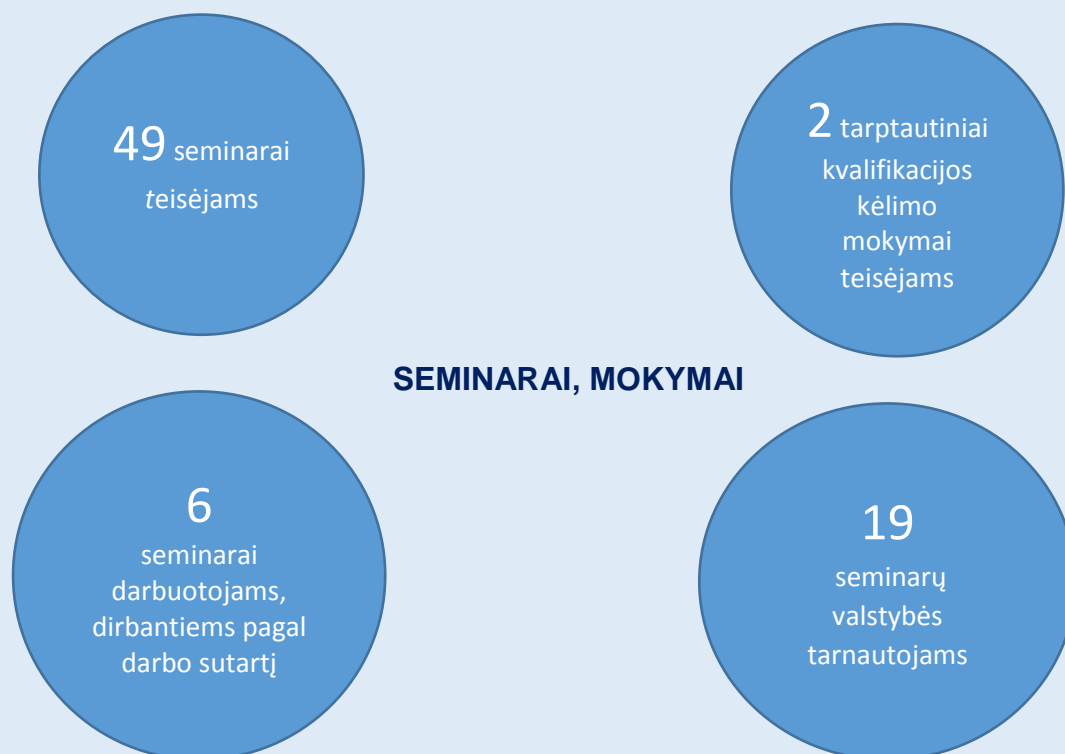 49 seminarai
teisėjams
2 tarptautiniai
kvalifikacijos
kėlimo
mokymai
teisėjams
SEMINARAI, MOKYMAI
6
seminarai
darbuotojams,
dirbantiems pagal
darbo sutartį
19
seminarų
valstybės
tarnautojams